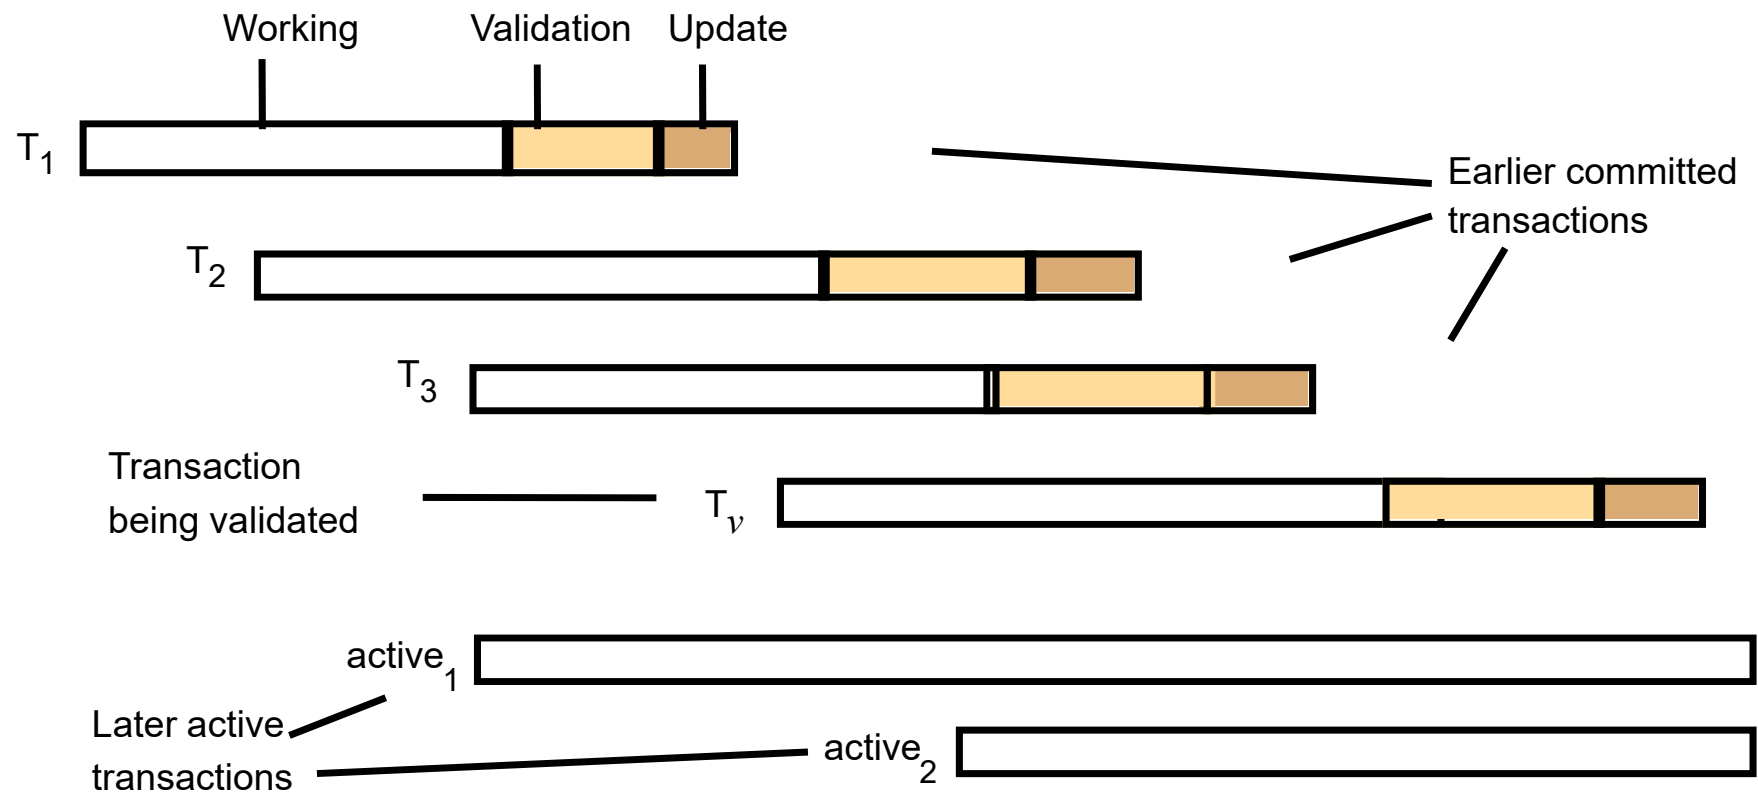 Working Validation Update
T1
Earlier committed
transactions
T2
T3
Transaction
being validated
Tv
active1
Later active
transactions
active2